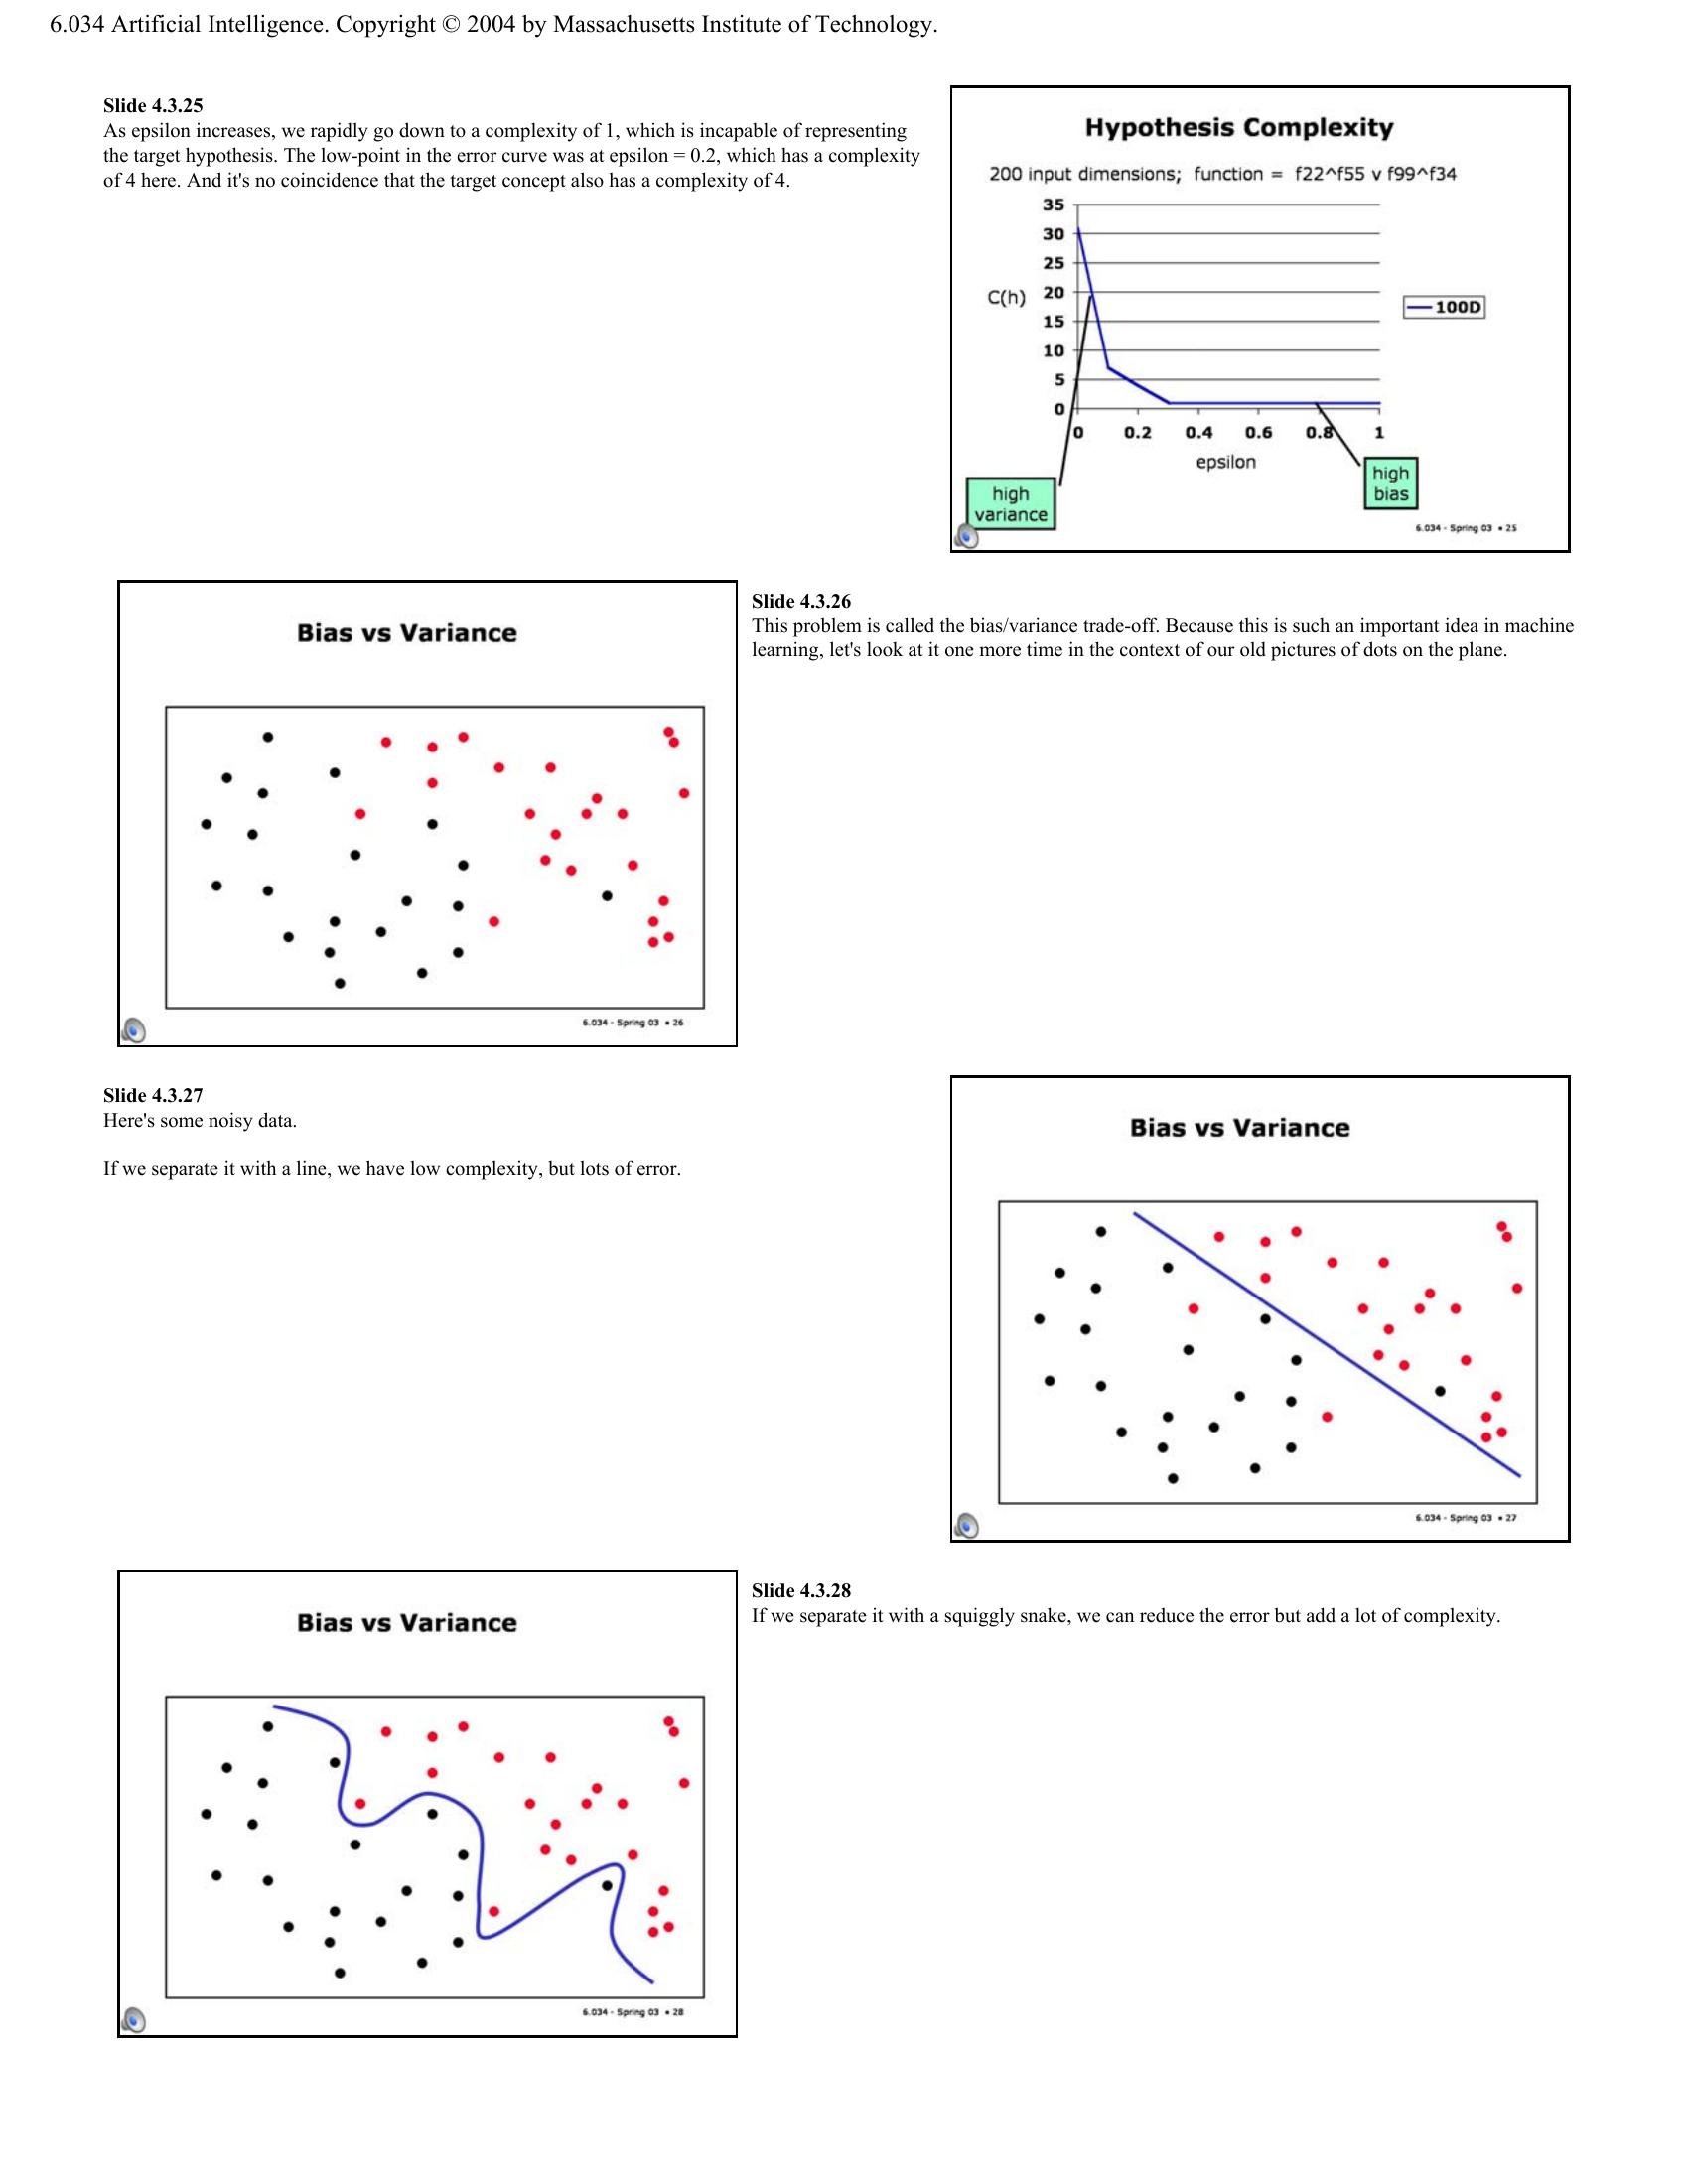 6.034 Artificial Intelligence. Copyright © 2004 by Massachusetts Institute of Technology.
Slide 4.3.25
As epsilon increases, we rapidly go down to a complexity of 1, which is incapable of representing
the target hypothesis. The low-point in the error curve was at epsilon = 0.2, which has a complexity
of 4 here. And it's no coincidence that the target concept also has a complexity of 4.
Hypothesis Complexity
200 input dimensions; function = f22^f55 v f99^f34
35
30
25
C(h) 20
15
10
5
0
100D
0 0.2 0.4 0.6 0.8 1
epsilon
high
variance
high
bias
6.034 - Spring 03 • 25
Bias vs Variance
6.034 - Spring 03 • 26
Slide 4.3.26
This problem is called the bias/variance trade-off. Because this is such an important idea in machine
learning, let's look at it one more time in the context of our old pictures of dots on the plane.
Slide 4.3.27
Here's some noisy data.
If we separate it with a line, we have low complexity, but lots of error.
Bias vs Variance
6.034 - Spring 03 • 27
Bias vs Variance
6.034 - Spring 03 • 28
Slide 4.3.28
If we separate it with a squiggly snake, we can reduce the error but add a lot of complexity.